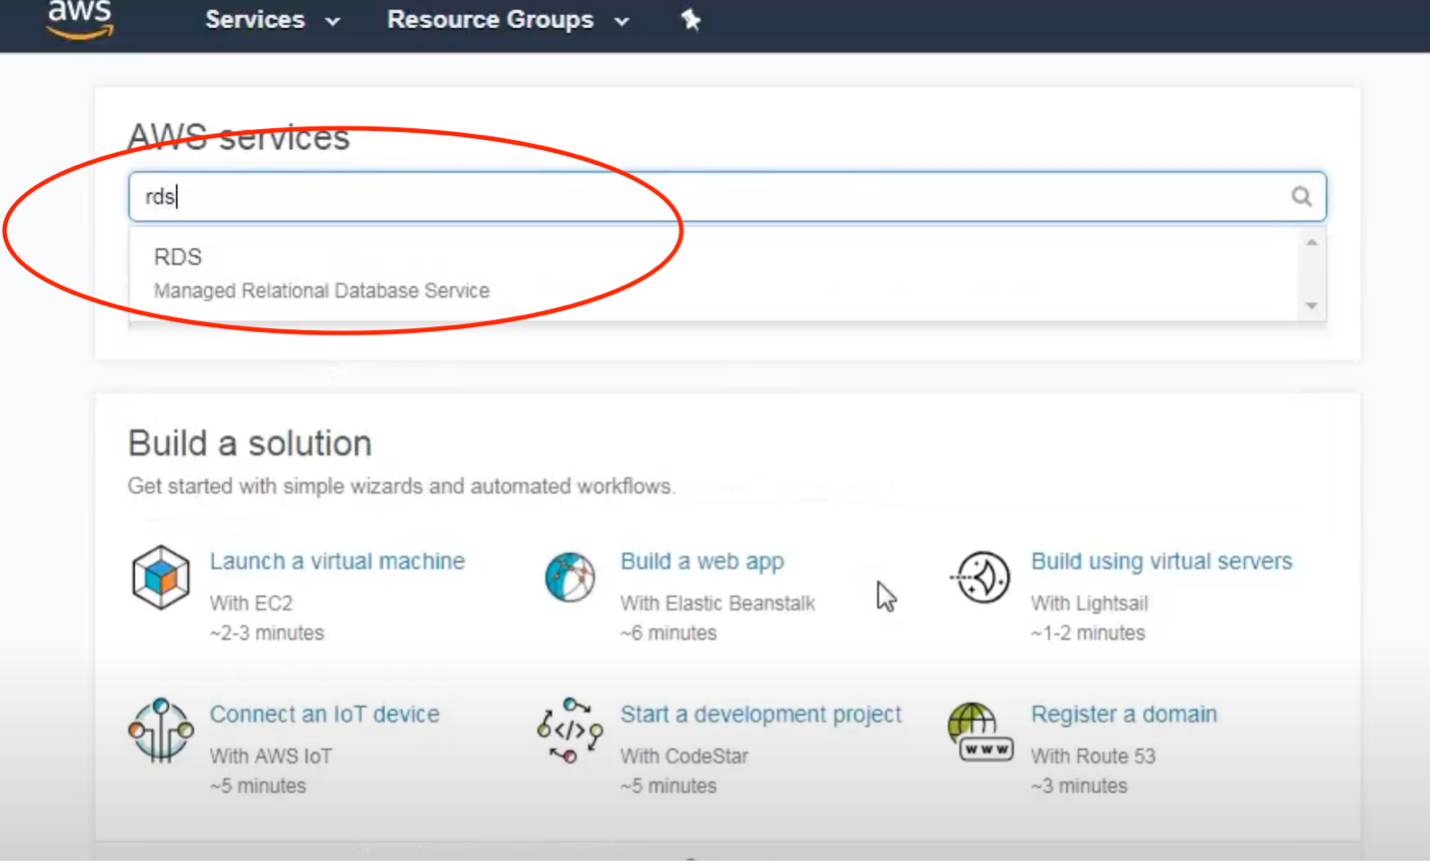 aws
Services
Resource Groups
AWS services
rds
RDS
Managed Relational Database Service
Build a solution
Get started with simple wizards and automated workflows.
Launch a virtual machine
With EC2
~2-3 minutes
Build a web app
With Elastic Beanstalk
~6 minutes
Build using virtual servers
With Lightsail
~1-2 minutes
Connect an IoT device
With AWS IoT
~5 minutes
Start a development project
With CodeStar
~5 minutes
Register a domain
With Route 53
~3 minutes
www